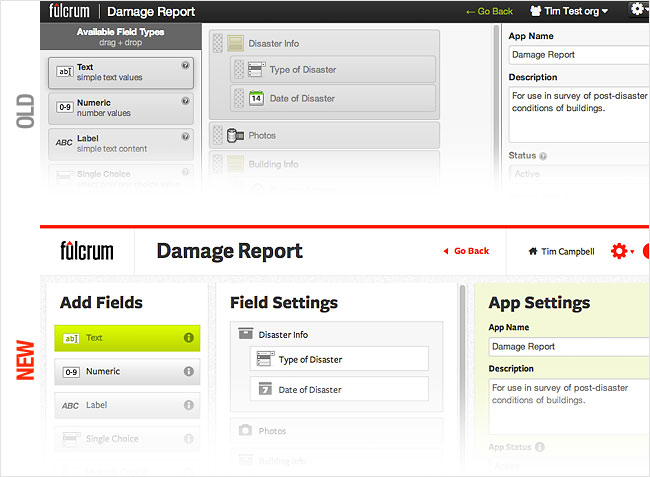 OLD
fulcrum
Damage Report
← Go Back
Tim Test org
Available Field Types
drag + drop
Text
simple text values
Numeric
number values
Label
simple text content
Single Choice
Disaster Info
Type of Disaster
14
Date of Disaster
Photos
Building Info
App Name
Damage Report
Description
For use in survey of post-disaster
conditions of buildings.
Status
Active
NEW
fulcrum
Damage Report
Go Back
Tim Campbell
Add Fields
ab
Text
0-9
Numeric
ABC
Label
Single Choice
Field Settings
Disaster Info
Type of Disaster
7
Date of Disaster
Photos
Building Info
App Settings
App Name
Damage Report
Description
For use in survey of post-disaster
conditions of buildings.
App Status
Active